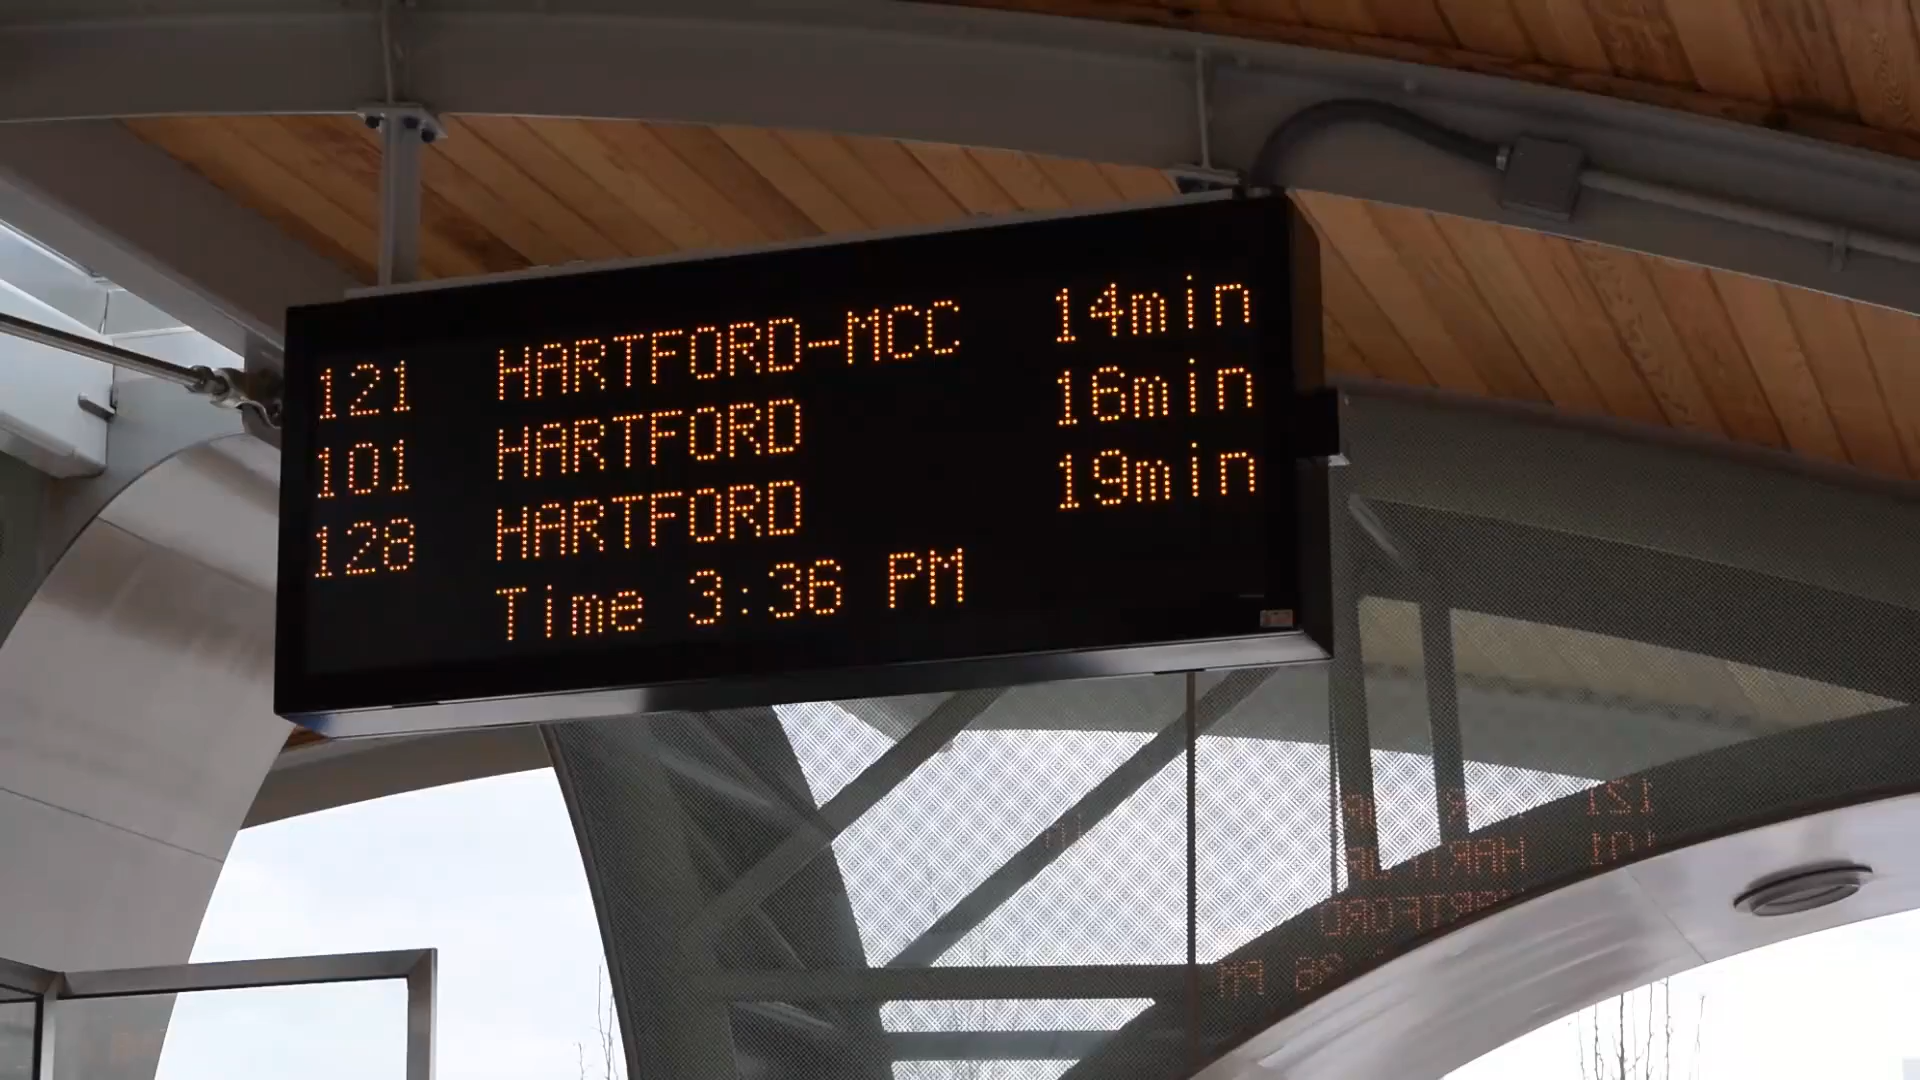 121 HARTFORD-MCC 14min
101 HARTFORD 16min
128 HARTFORD 19min
Time 3:36 PM